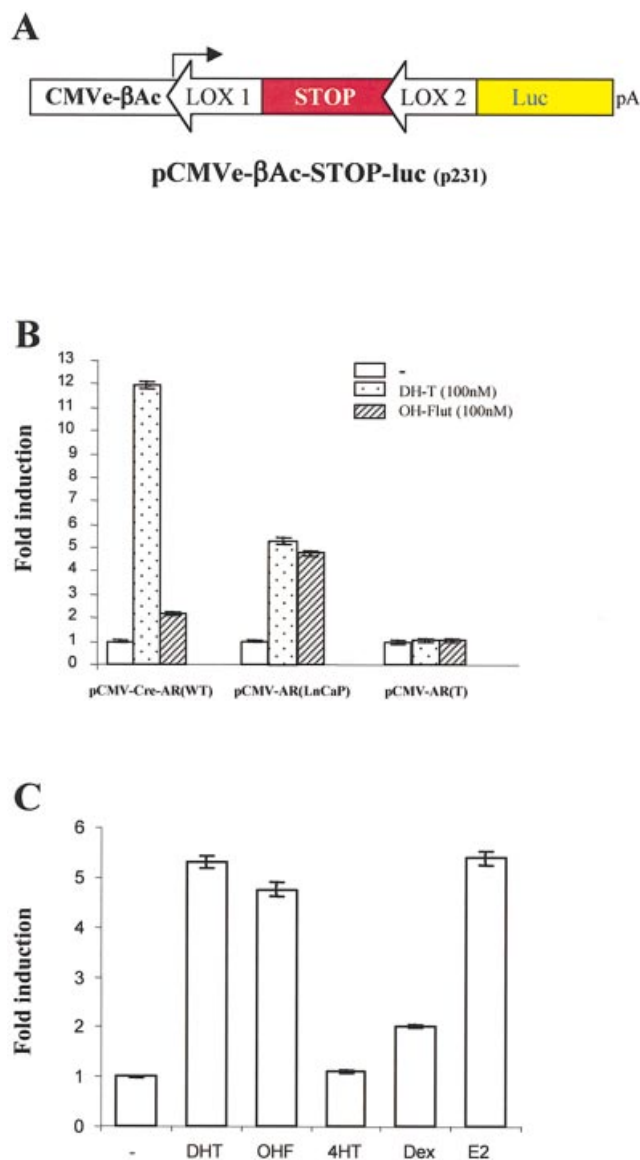 A
CMVe-βAc LOX 1 STOP LOX 2 Luc pA
pCMVe-βAc-STOP-luc (p231)
B
13
12
11
10
9
8
7
6
5
4
3
2
1
0
Fold induction
-
DH-T (100nM)
OH-Flut (100nM)
pCMV-Cre-AR(WT) pCMV-AR(LnCaP) pCMV-AR(T)
C
6
5
4
3
2
1
0
Fold induction
- DHT OHF 4HT Dex E2